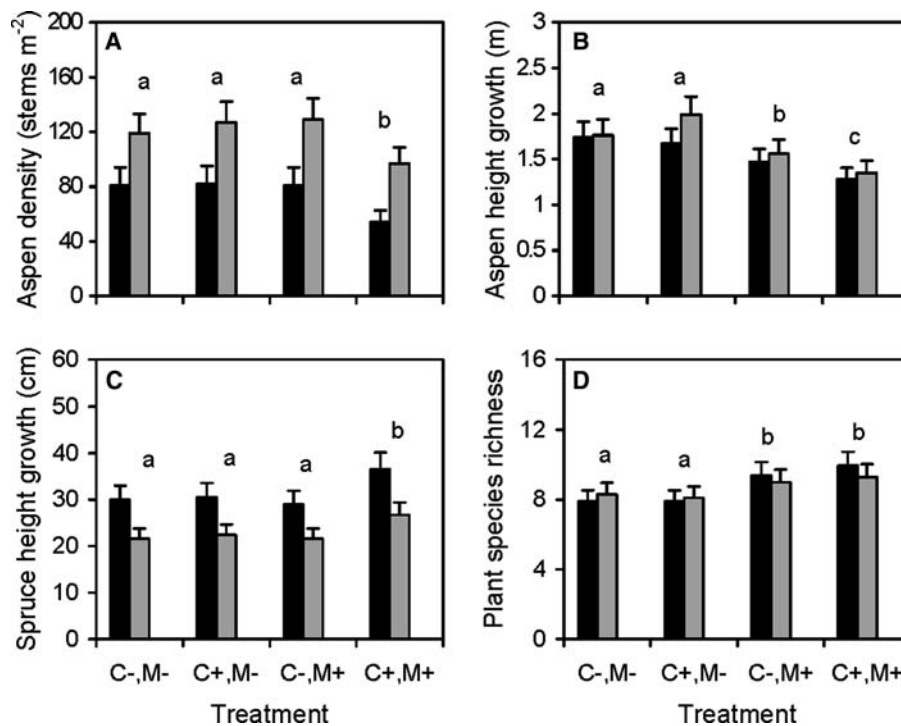 A
Aspen density (stems m⁻²)
200
160
120
80
40
0
a
a
a
b
B
Aspen height growth (m)
3
2.5
2
1.5
1
0.5
0
a
a
b
c
C
Spruce height growth (cm)
60
50
40
30
20
10
0
a
a
a
b
C-,M-
C+,M-
C-,M+
C+,M+
Treatment
D
Plant species richness
16
12
8
4
0
a
a
b
b
C-,M-
C+,M-
C-,M+
C+,M+
Treatment